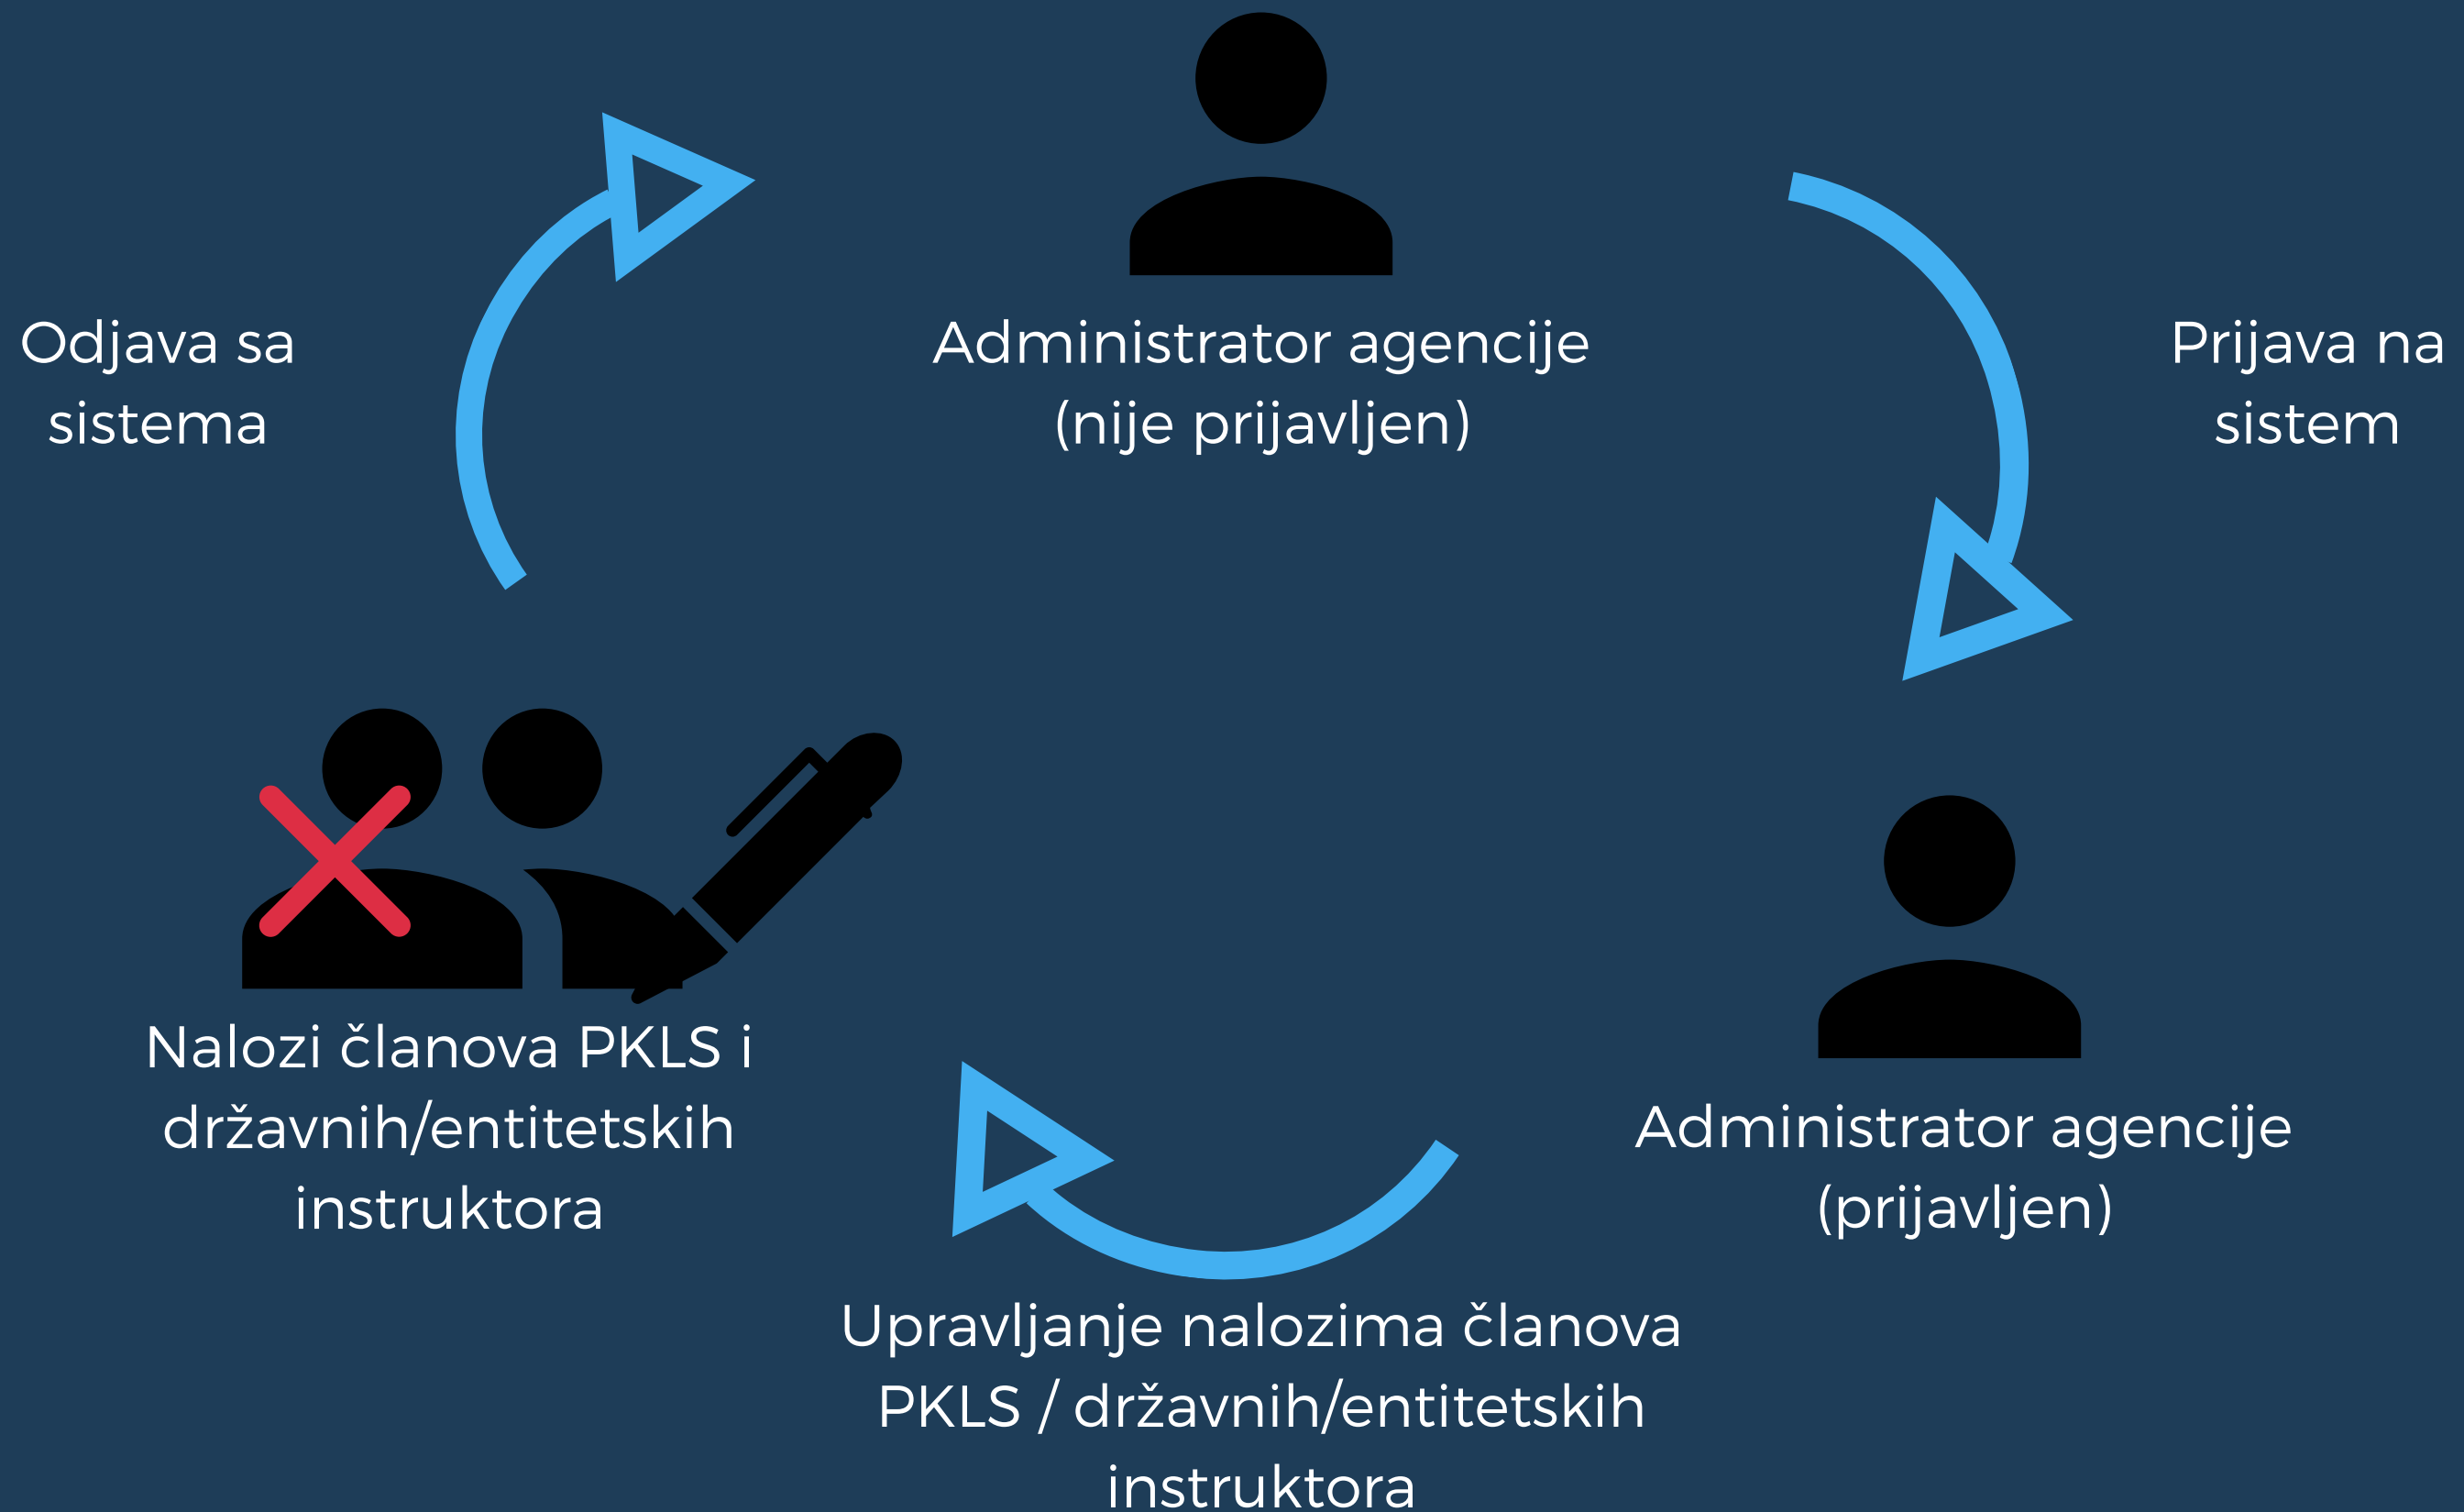 Administrator agencije
(nije prijavljen)
Prijava na
sistem
Administrator agencije
(prijavljen)
Upravljanje nalozima članova
PKLS / državnih/entitetskih
instruktora
Nalozi članova PKLS i
državnih/entitetskih
instruktora
Odjava sa
sistema